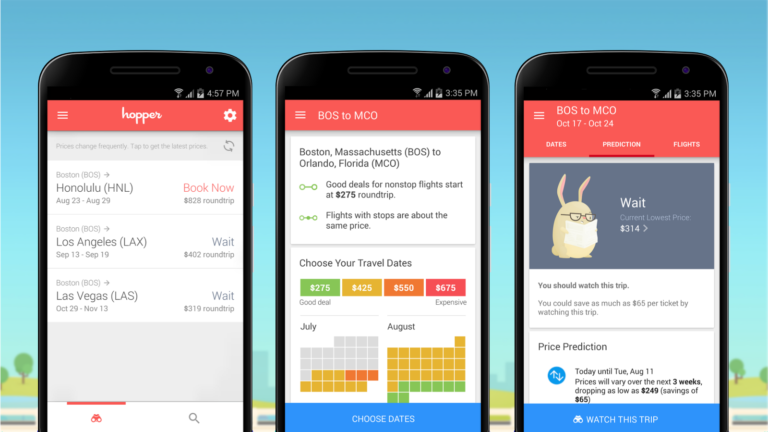 4:57 PM
hopper
Prices change frequently. Tap to get the latest prices.
Boston (BOS) →
Honolulu (HNL) Book Now
Aug 23 - Aug 29 $828 roundtrip
Boston (BOS) →
Los Angeles (LAX) Wait
Sep 13 - Sep 19 $402 roundtrip
Boston (BOS) →
Las Vegas (LAS) Wait
Oct 29 - Nov 13 $319 roundtrip
3:35 PM
BOS to MCO
Boston, Massachusetts (BOS) to
Orlando, Florida (MCO)
Good deals for nonstop flights start
at $275 roundtrip.
Flights with stops are about the
same price.
Choose Your Travel Dates
$275 $425 $550 $675
Good deal Expensive
July August
CHOOSE DATES
3:35 PM
BOS to MCO
Oct 17 - Oct 24
DATES PREDICTION FLIGHTS
Wait
Current Lowest Price:
$314
You should watch this trip.
You could save as much as $65 per ticket by
watching this trip.
Price Prediction
Today until Tue, Aug 11
Prices will vary over the next 3 weeks,
dropping as low as $249 (savings of
$65)
WATCH THIS TRIP